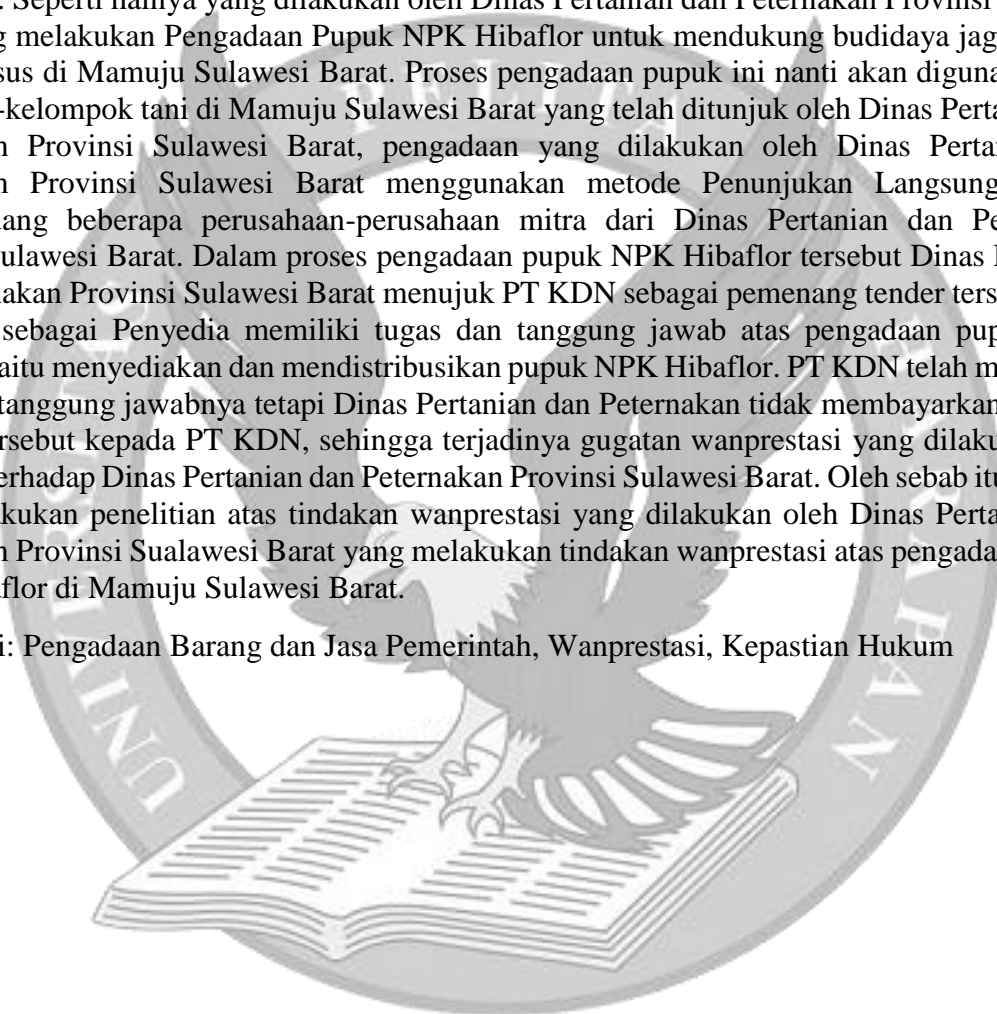 . Seperti halnya yang dilakukan oleh Dinas Pertanian dan Peternakan Provinsi
g melakukan Pengadaan Pupuk NPK Hibaflor untuk mendukung budidaya jag
sus di Mamuju Sulawesi Barat. Proses pengadaan pupuk ini nanti akan diguna
-kelompok tani di Mamuju Sulawesi Barat yang telah ditunjuk oleh Dinas Perta
n Provinsi Sulawesi Barat, pengadaan yang dilakukan oleh Dinas Pertan
n Provinsi Sulawesi Barat menggunakan metode Penunjukan Langsung
dang beberapa perusahaan-perusahaan mitra dari Dinas Pertanian dan Pe
ulawesi Barat. Dalam proses pengadaan pupuk NPK Hibaflor tersebut Dinas
nakan Provinsi Sulawesi Barat menujuk PT KDN sebagai pemenang tender ters
sebagai Penyedia memiliki tugas dan tanggung jawab atas pengadaan pup
aitu menyediakan dan mendistribusikan pupuk NPK Hibaflor. PT KDN telah m
tanggung jawabnya tetapi Dinas Pertanian dan Peternakan tidak membayarkan
ersebut kepada PT KDN, sehingga terjadinya gugatan wanprestasi yang dilaku
erhadap Dinas Pertanian dan Peternakan Provinsi Sulawesi Barat. Oleh sebab itu
akukan penelitian atas tindakan wanprestasi yang dilakukan oleh Dinas Perta
n Provinsi Sualawesi Barat yang melakukan tindakan wanprestasi atas pengada
aflor di Mamuju Sulawesi Barat.
i: Pengadaan Barang dan Jasa Pemerintah, Wanprestasi, Kepastian Hukum
UNIVERSITAS PELITA HARAPAN